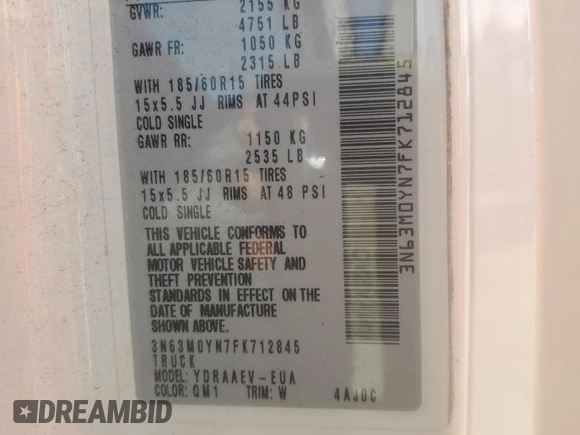 GVWR: 2155 KG
4751 LB
GAWR FR: 1050 KG
2315 LB
WITH 185/60R15 TIRES
15x5.5 JJ RIMS AT 44PSI
COLD SINGLE
GAWR RR: 1150 KG
2535 LB
WITH 185/60R15 TIRES
15x5.5 JJ RIMS AT 48 PSI
COLD SINGLE
THIS VEHICLE CONFORMS TO
ALL APPLICABLE FEDERAL
MOTOR VEHICLE SAFETY AND
THEFT PREVENTION
STANDARDS IN EFFECT ON THE
DATE OF MANUFACTURE
SHOWN ABOVE.
3N63M0YN7FK712845
TRUCK
MODEL: YDRAAEV-EUA
COLOR: QM1 TRIM: W 4AJ0C
3N63M0YN7FK712845
DREAMBID